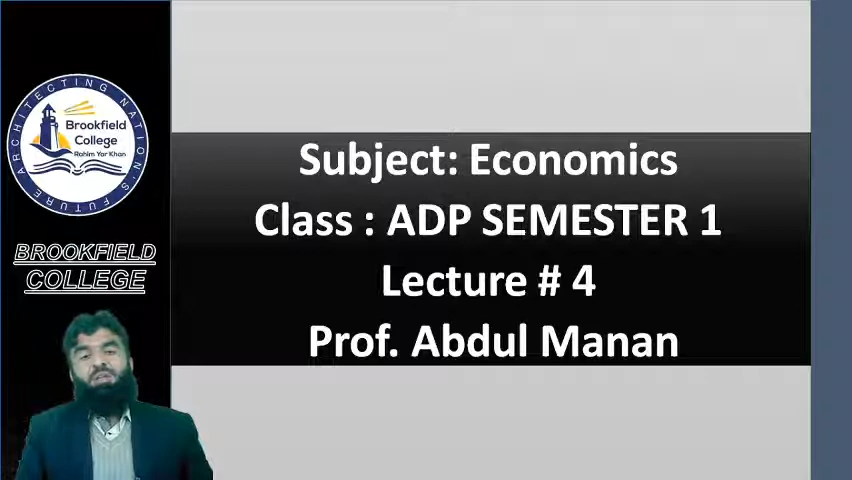 ARCHITECTING NATION'S FUTURE
Brookfield
College
Rahim Yar Khan
BROOKFIELD
COLLEGE
Subject: Economics
Class : ADP SEMESTER 1
Lecture # 4
Prof. Abdul Manan